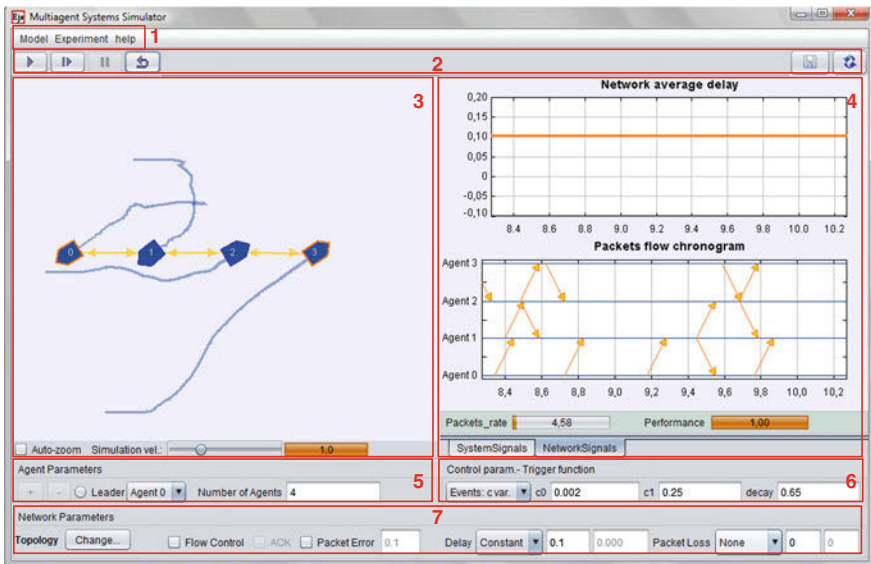 Eje Multiagent Systems Simulator
Model Experiment help 1
2
3
4
Network average delay
0,20
0,15
0,10
0,05
0
-0,05
-0,10
8.4 8.6 8.8 9.0 9.2 9.4 9.6 9.8 10.0 10.2
Packets flow chronogram
Agent 3
Agent 2
Agent 1
Agent 0
8,4 8,6 8,8 9,0 9,2 9,4 9,6 9,8 10,0 10,2
0 1 2 3
Packets_rate 4,58 Performance 1,00
Auto-zoom Simulation vel.: 1,0
SystemSignals NetworkSignals
Agent Parameters 5
+ - Leader Agent 0 Number of Agents 4
Control param.- Trigger function 6
Events: c var. c0 0.002 c1 0.25 decay 0.65
Network Parameters 7
Topology Change... Flow Control ACK Packet Error 0.1 Delay Constant 0.1 0.000 Packet Loss None 0 0